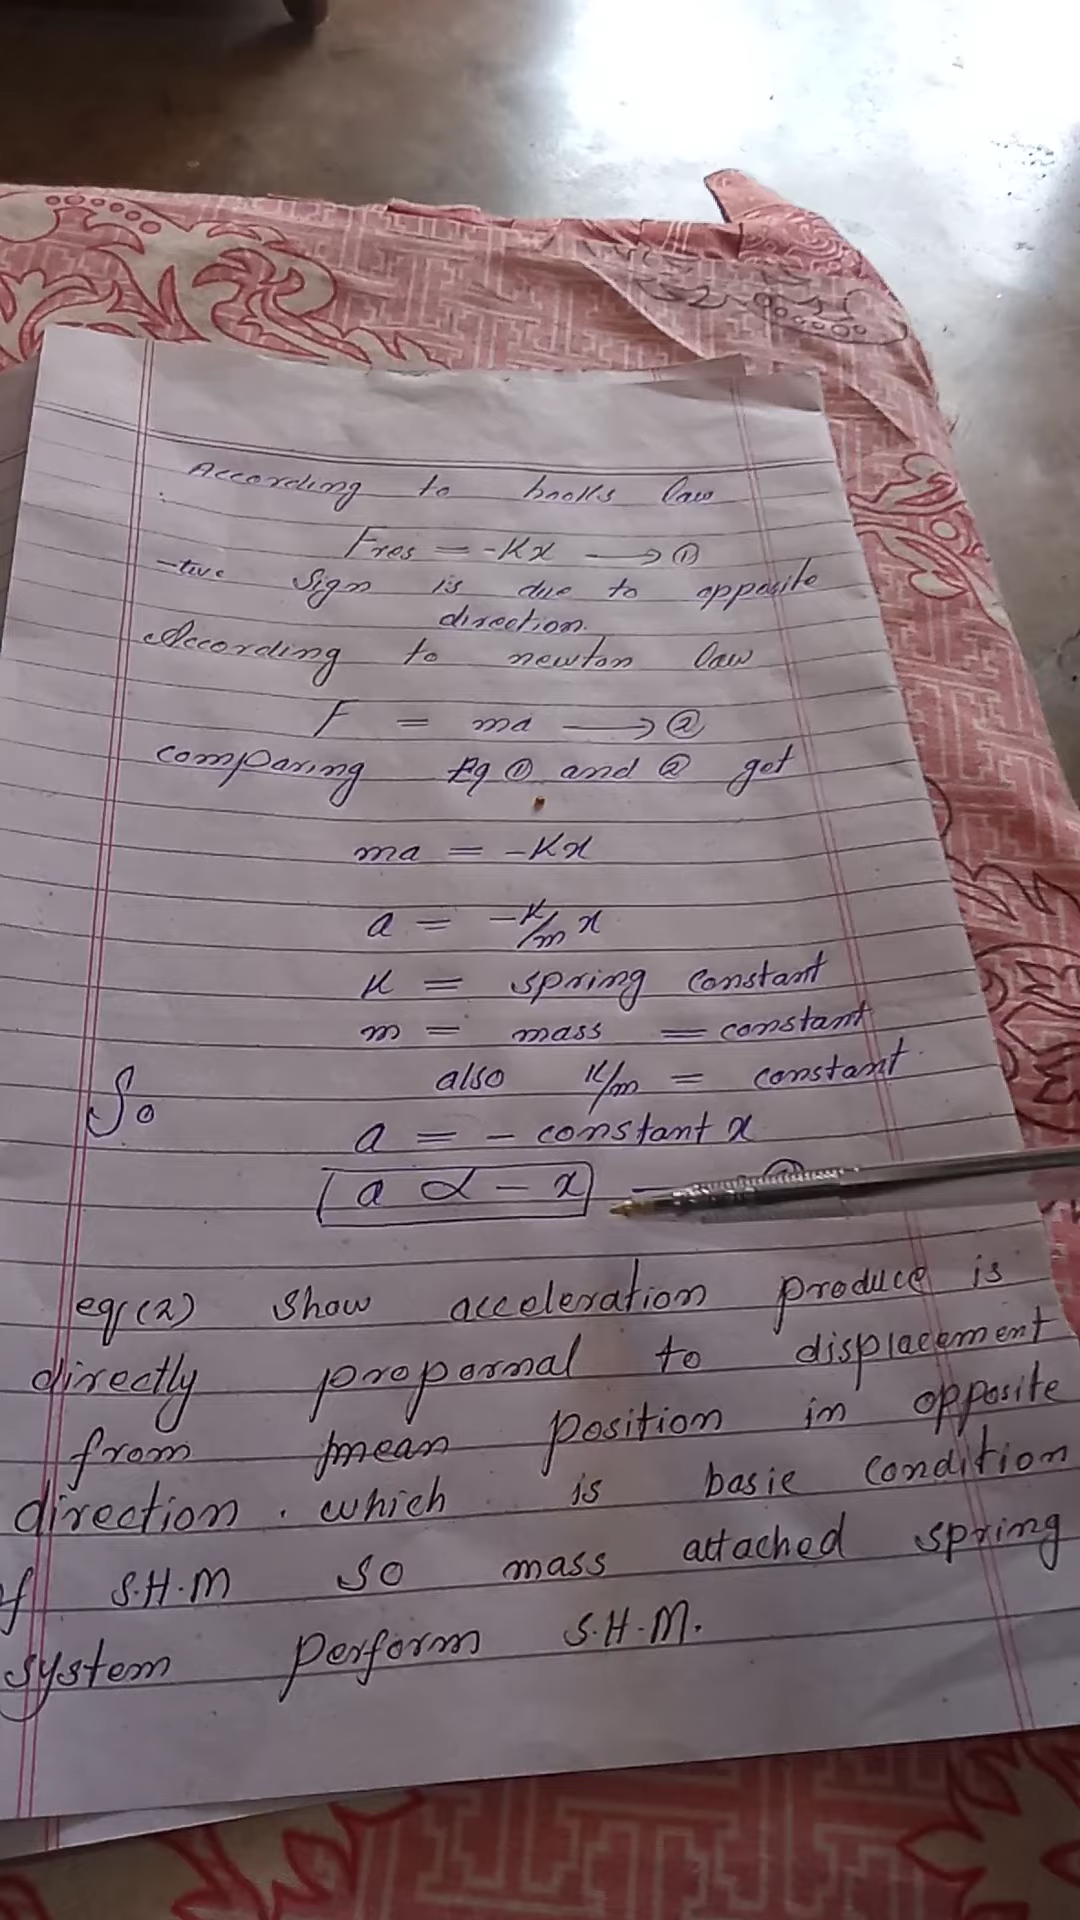 According to hooks law
Fres = -Kx → ①
-tive Sign is due to opposite
direction.
According to newton law
F = ma → ②
comparing Eq ① and ② get
ma = -Kx
a = -K/m x
K = spring constant
m = mass = constant
also K/m = constant
So
a = - constant x
a ∝ - x —
eq(2) Show acceleration produce is
directly propornal to displacement
from mean position in opposite
direction. which is basic condition
of S.H.M so mass attached spring
system perform S.H.M.